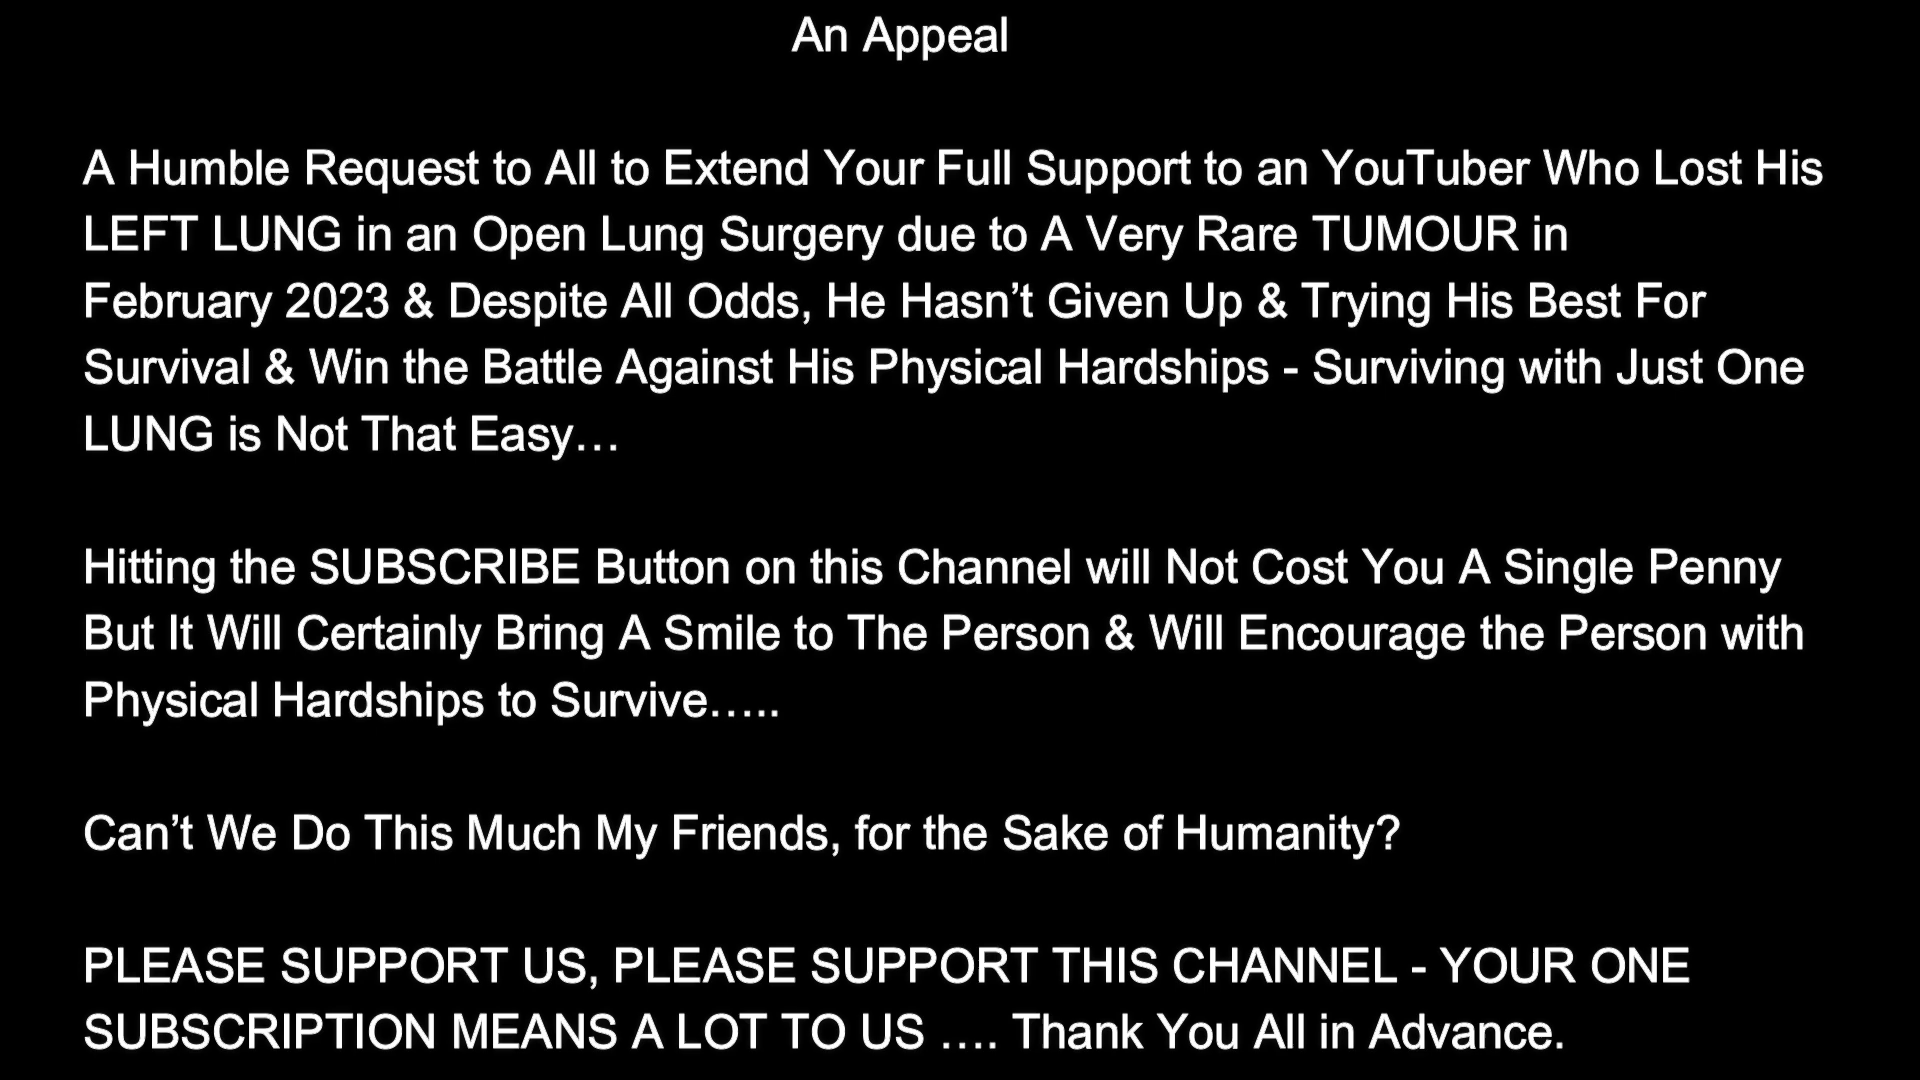 An Appeal
A Humble Request to All to Extend Your Full Support to an YouTuber Who Lost His
LEFT LUNG in an Open Lung Surgery due to A Very Rare TUMOUR in
February 2023 & Despite All Odds, He Hasn’t Given Up & Trying His Best For
Survival & Win the Battle Against His Physical Hardships - Surviving with Just One
LUNG is Not That Easy…
Hitting the SUBSCRIBE Button on this Channel will Not Cost You A Single Penny
But It Will Certainly Bring A Smile to The Person & Will Encourage the Person with
Physical Hardships to Survive…..
Can’t We Do This Much My Friends, for the Sake of Humanity?
PLEASE SUPPORT US, PLEASE SUPPORT THIS CHANNEL - YOUR ONE
SUBSCRIPTION MEANS A LOT TO US …. Thank You All in Advance.